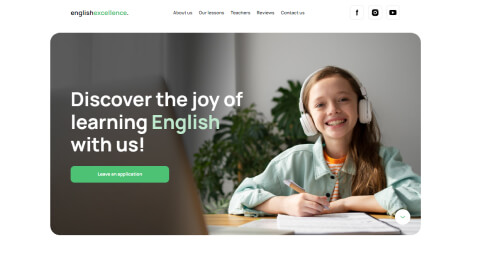 englishexcellence.
About us Our lessons Teachers Reviews Contact us
Discover the joy of
learning English
with us!
Leave an application